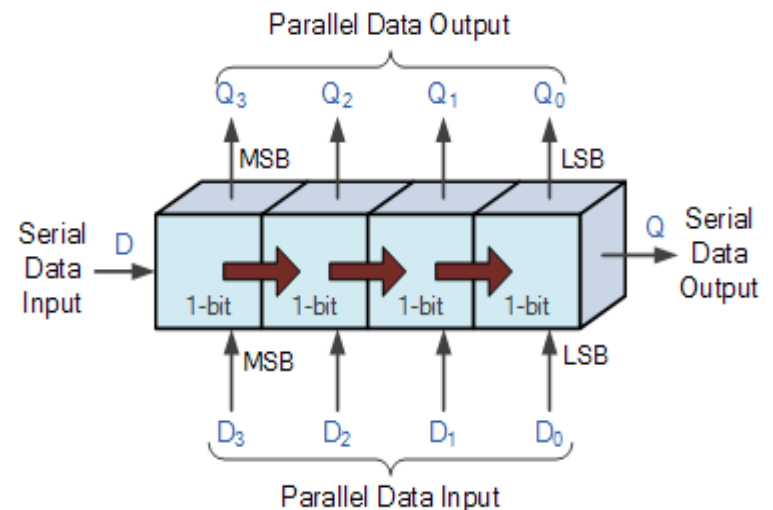 Parallel Data Output
Q₃ Q₂ Q₁ Q₀
MSB LSB
Serial
Data
Input
D
Q
Serial
Data
Output
1-bit 1-bit 1-bit 1-bit
MSB LSB
D₃ D₂ D₁ D₀
Parallel Data Input